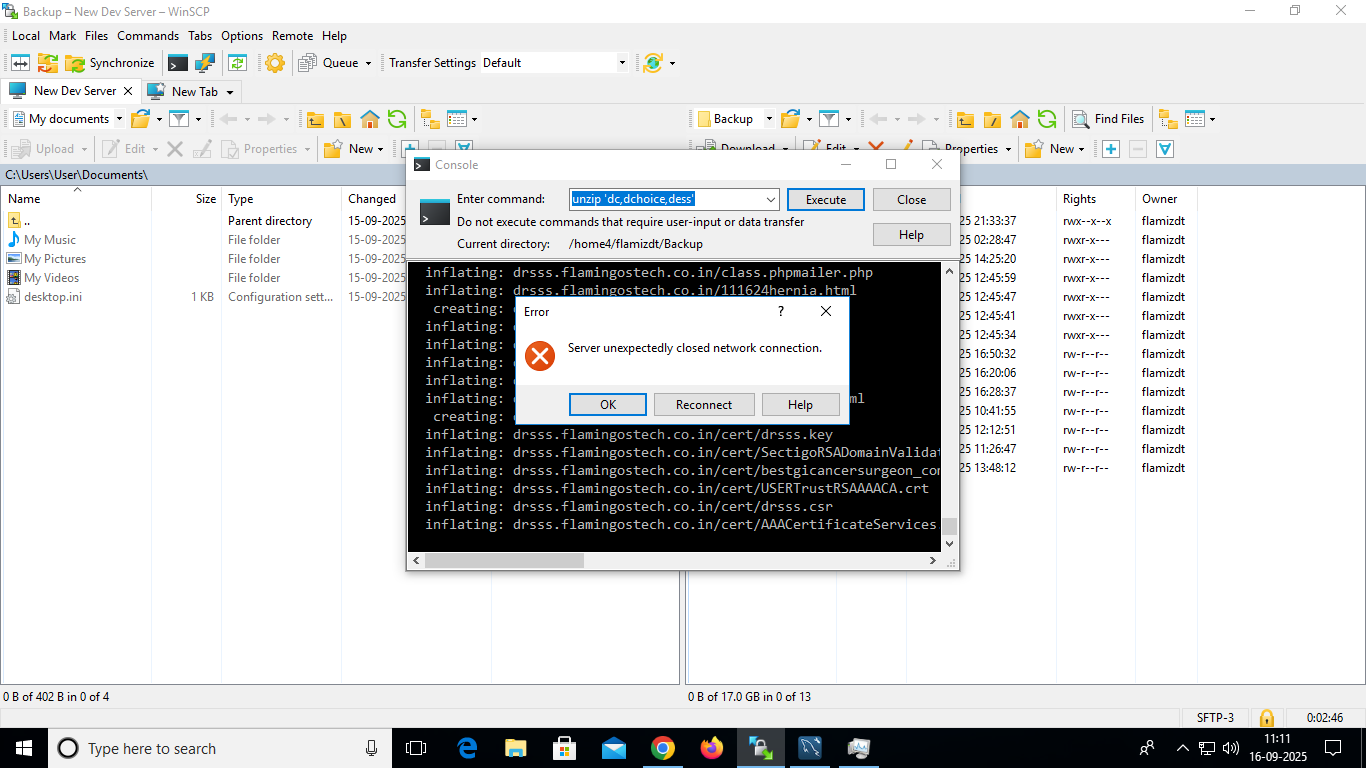 Backup – New Dev Server – WinSCP
Local Mark Files Commands Tabs Options Remote Help
Synchronize Queue Transfer Settings Default
New Dev Server New Tab
My documents Backup Find Files
Upload Edit Properties New Download Edit Properties New
C:\Users\User\Documents\
Name Size Type Changed
.. Parent directory 15-09-2025
My Music File folder 15-09-2025
My Pictures File folder 15-09-2025
My Videos File folder 15-09-2025
desktop.ini 1 KB Configuration sett... 15-09-2025
Console
Enter command: unzip 'dc,dchoice,dess' Execute Close
Do not execute commands that require user-input or data transfer
Current directory: /home4/flamizdt/Backup Help
inflating: drsss.flamingostech.co.in/class.phpmailer.php
inflating: drsss.flamingostech.co.in/111624hernia.html
creating:
inflating:
inflating:
inflating:
inflating:
inflating: ml
creating:
inflating: drsss.flamingostech.co.in/cert/drsss.key
inflating: drsss.flamingostech.co.in/cert/SectigoRSADomainValidat
inflating: drsss.flamingostech.co.in/cert/bestgicancersurgeon_con
inflating: drsss.flamingostech.co.in/cert/USERTrustRSAAAACA.crt
inflating: drsss.flamingostech.co.in/cert/drsss.csr
inflating: drsss.flamingostech.co.in/cert/AAACertificateServices.
Error ?
Server unexpectedly closed network connection.
OK Reconnect Help
Rights Owner
25 21:33:37 rwx--x--x flamizdt
25 02:28:47 rwxr-x--- flamizdt
25 14:25:20 rwxr-x--- flamizdt
25 12:45:59 rwxr-x--- flamizdt
25 12:45:47 rwxr-x--- flamizdt
25 12:45:41 rwxr-x--- flamizdt
25 12:45:34 rwxr-x--- flamizdt
25 16:50:32 rw-r--r-- flamizdt
25 16:20:06 rw-r--r-- flamizdt
25 16:28:37 rw-r--r-- flamizdt
25 10:41:55 rw-r--r-- flamizdt
25 12:12:51 rw-r--r-- flamizdt
25 11:26:47 rw-r--r-- flamizdt
25 13:48:12 rw-r--r-- flamizdt
0 B of 402 B in 0 of 4
0 B of 17.0 GB in 0 of 13
SFTP-3 0:02:46
Type here to search
11:11
16-09-2025